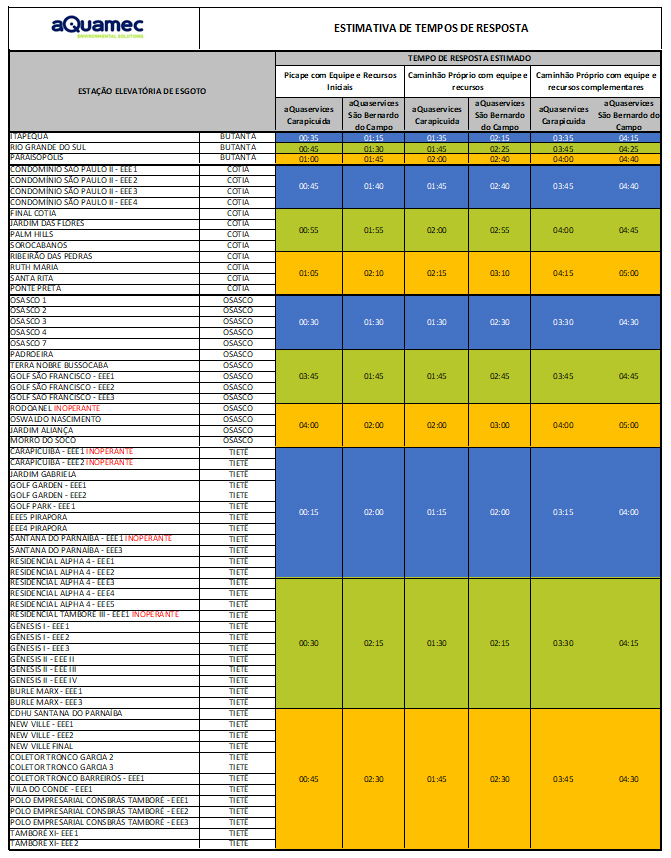 aQuamec
ENVIRONMENTAL SOLUTIONS
ESTIMATIVA DE TEMPOS DE RESPOSTA
ESTAÇÃO ELEVATÓRIA DE ESGOTO
TEMPO DE RESPOSTA ESTIMADO
Picape com Equipe e Recursos Iniciais
Caminhão Próprio com equipe e recursos
Caminhão Próprio com equipe e recursos complementares
aQuaservices Carapicuida
aQuaservices São Bernardo do Campo
aQuaservices Carapicuida
aQuaservices São Bernardo do Campo
aQuaservices Carapicuida
aQuaservices São Bernardo do Campo
ITAPEQUA BUTANTA 00:35 01:15 01:35 02:15 03:35 04:15
RIO GRANDE DO SUL BUTANTA 00:45 01:30 01:45 02:25 03:45 04:25
PARAISOPOLIS BUTANTA 01:00 01:45 02:00 02:40 04:00 04:40
CONDOMÍNIO SÃO PAULO II - EEE1 COTIA
CONDOMÍNIO SÃO PAULO II - EEE2 COTIA
CONDOMÍNIO SÃO PAULO II - EEE3 COTIA
CONDOMÍNIO SÃO PAULO II - EEE4 COTIA
00:45 01:40 01:45 02:40 03:45 04:40
FINAL COTIA COTIA
JARDIM DAS FLORES COTIA
PALM HILLS COTIA
SOROCABANOS COTIA
00:55 01:55 02:00 02:55 04:00 04:45
RIBEIRÃO DAS PEDRAS COTIA
RUTH MARIA COTIA
SANTA RITA COTIA
PONTE PRETA COTIA
01:05 02:10 02:15 03:10 04:15 05:00
OSASCO 1 OSASCO
OSASCO 2 OSASCO
OSASCO 3 OSASCO
OSASCO 4 OSASCO
OSASCO 7 OSASCO
00:30 01:30 01:30 02:30 03:30 04:30
PADROEIRA OSASCO
TERRA NOBRE BUSSOCABA OSASCO
GOLF SÃO FRANCISCO - EEE1 OSASCO
GOLF SÃO FRANCISCO - EEE2 OSASCO
GOLF SAO FRANCISCO - EEE3 OSASCO
03:45 01:45 01:45 02:45 03:45 04:45
RODOANEL INOPERANTE OSASCO
OSWALDO NASCIMENTO OSASCO
JARDIM ALIANÇA OSASCO
MORRO DO SOCO OSASCO
04:00 02:00 02:00 03:00 04:00 05:00
CARAPICUIBA - EEE1 INOPERANTE TIETÊ
CARAPICUIBA - EEE2 INOPERANTE TIETÊ
JARDIM GABRIELA TIETÊ
GOLF GARDEN - EEE1 TIETÊ
GOLF GARDEN - EEE2 TIETÊ
GOLF PARK - EEE1 TIETÊ
EEE5 PIRAPORA TIETÊ
EEE4 PIRAPORA TIETÊ
SANTANA DO PARNAÍBA - EEE1 INOPERANTE TIETÊ
SANTANA DO PARNAÍBA - EEE3 TIETÊ
RESIDENCIAL ALPHA 4 - EEE1 TIETÊ
RESIDENCIAL ALPHA 4 - EEE2 TIETÊ
00:15 02:00 01:15 02:00 03:15 04:00
RESIDENCIAL ALPHA 4 - EEE3 TIETÊ
RESIDENCIAL ALPHA 4 - EEE4 TIETÊ
RESIDENCIAL ALPHA 4 - EEE5 TIETÊ
RESIDENCIAL TAMBORE III - EEE1 INOPERANTE TIETÊ
GÊNESIS I - EEE1 TIETÊ
GÊNESIS I - EEE2 TIETÊ
GÊNESIS I - EEE3 TIETÊ
GENESIS II - EEE II TIETÊ
GENESIS II - EEE III TIETÊ
GENESIS II - EEE IV TIETÊ
BURLE MARX - EEE1 TIETÊ
BURLE MARX - EEE3 TIETÊ
00:30 02:15 01:30 02:15 03:30 04:15
CDHU SANTANA DO PARNAÍBA TIETÊ
NEW VILLE - EEE1 TIETÊ
NEW VILLE - EEE2 TIETÊ
NEW VILLE FINAL TIETÊ
COLETOR TRONCO GARCIA 2 TIETÊ
COLETOR TRONCO GARCIA 3 TIETE
COLETOR TRONCO BARREIROS - EEE1 TIETÊ
VILA DO CONDE - EEE1 TIETÊ
POLO EMPRESARIAL CONSBRÁS TAMBORÉ - EEE1 TIETÊ
POLO EMPRESARIAL CONSBRÁS TAMBORÉ - EEE2 TIETÊ
POLO EMPRESARIAL CONSBRÁS TAMBORÉ - EEE3 TIETÊ
TAMBORÉ XI- EEE1 TIETÊ
TAMBORÉ XI- EEE2 TIETÊ
00:45 02:30 01:45 02:30 03:45 04:30